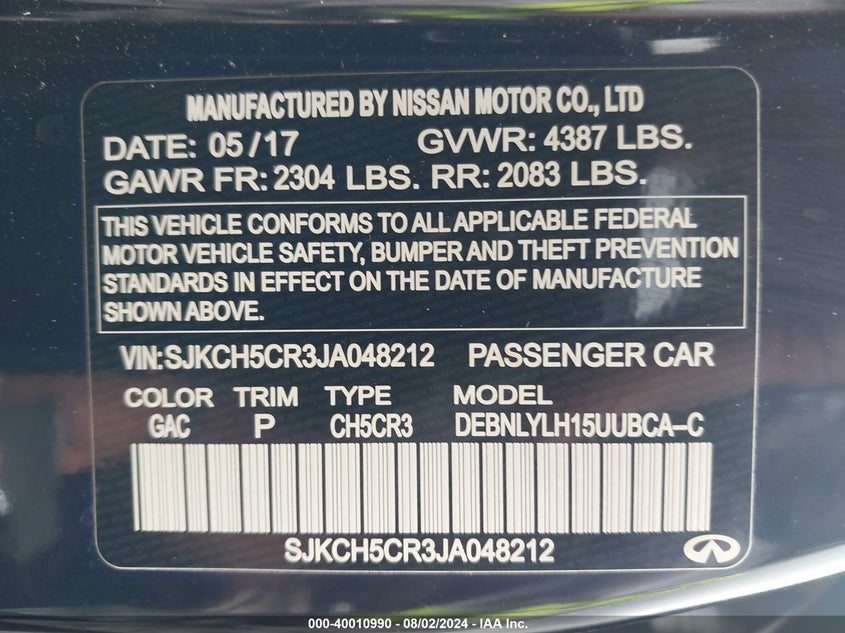 MANUFACTURED BY NISSAN MOTOR CO., LTD
DATE: 05/17 GVWR: 4387 LBS.
GAWR FR: 2304 LBS. RR: 2083 LBS.
THIS VEHICLE CONFORMS TO ALL APPLICABLE FEDERAL
MOTOR VEHICLE SAFETY, BUMPER AND THEFT PREVENTION
STANDARDS IN EFFECT ON THE DATE OF MANUFACTURE
SHOWN ABOVE.
VIN:SJKCH5CR3JA048212 PASSENGER CAR
COLOR TRIM TYPE MODEL
GAC P CH5CR3 DEBNLYLH15UUBCA-C
SJKCH5CR3JA048212
000-40010990 - 08/02/2024 - IAA Inc.